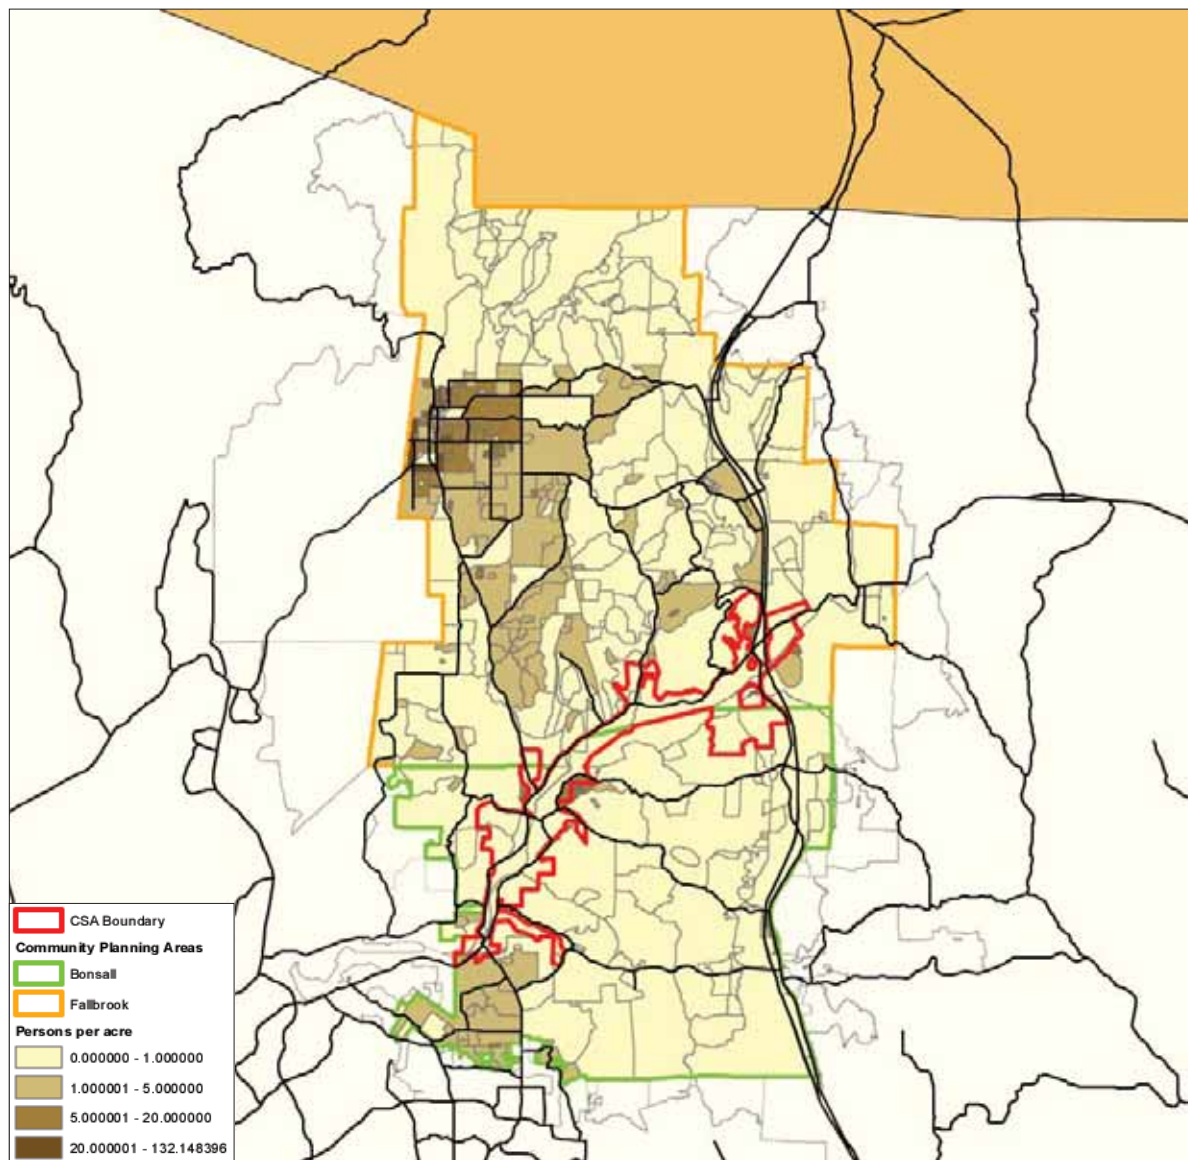 CSA Boundary
Community Planning Areas
Bonsall
Fallbrook
Persons per acre
0.000000 - 1.000000
1.000001 - 5.000000
5.000001 - 20.000000
20.000001 - 132.148396